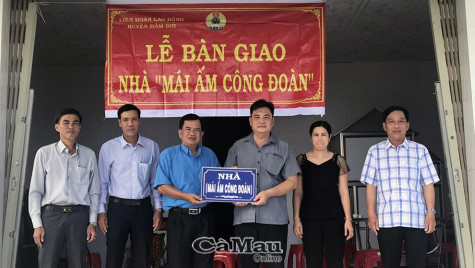 LIÊN ĐOÀN LAO ĐỘNG
HUYỆN ĐẦM DƠI
LỄ BÀN GIAO
NHÀ "MÁI ẤM CÔNG ĐOÀN"
NHÀ
(MÁI ẤM CÔNG ĐOÀN)
CàMau
Online